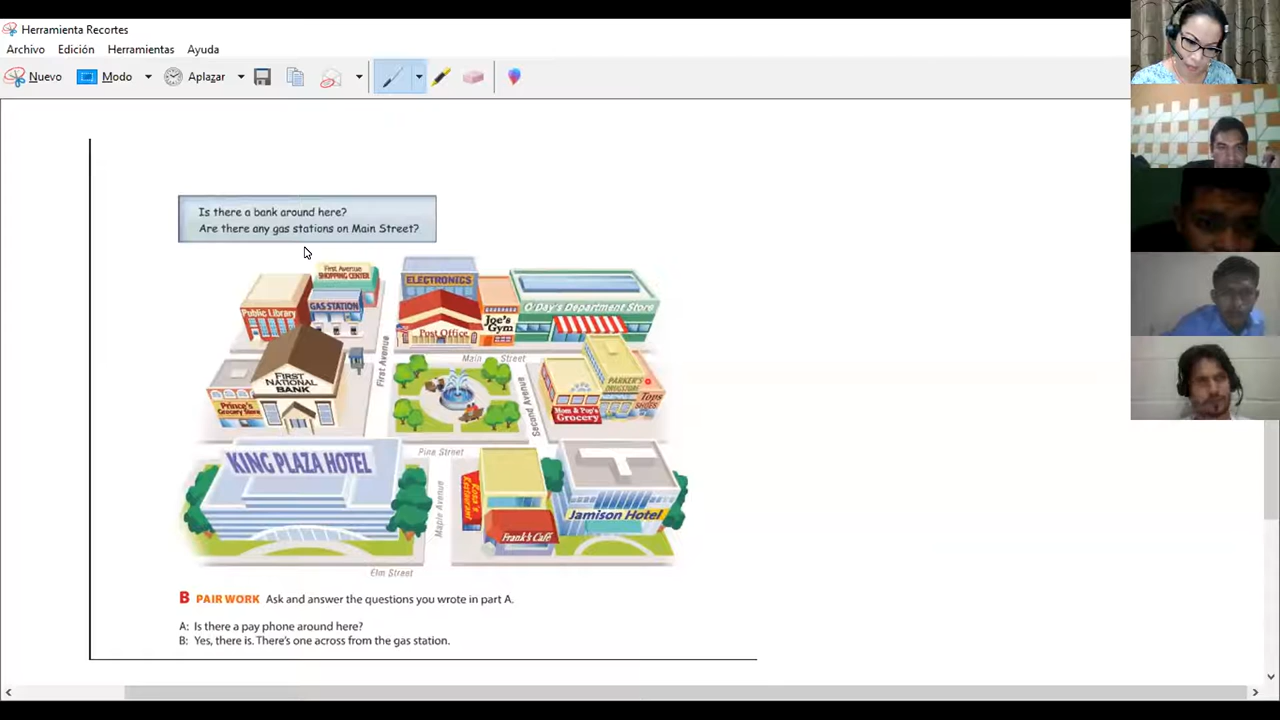 Herramienta Recortes
Archivo Edición Herramientas Ayuda
Nuevo Modo Aplazar
Is there a bank around here?
Are there any gas stations on Main Street?
First Avenue
SHOPPING CENTER
ELECTRONICS
Public Library
GAS STATION
Post Office
Joe's
Gym
O'Day's Department Store
First Avenue
Main Street
FIRST
NATIONAL
BANK
PARKER'S
DRUGSTORE
Tops
SHOES
Prince's
Grocery Store
Mom & Pop's
Grocery
Second Avenue
Pine Street
KING PLAZA HOTEL
Maple Avenue
Rosa's
Restaurant
Jamison Hotel
Frank's Café
Elm Street
B PAIR WORK Ask and answer the questions you wrote in part A.
A: Is there a pay phone around here?
B: Yes, there is. There's one across from the gas station.